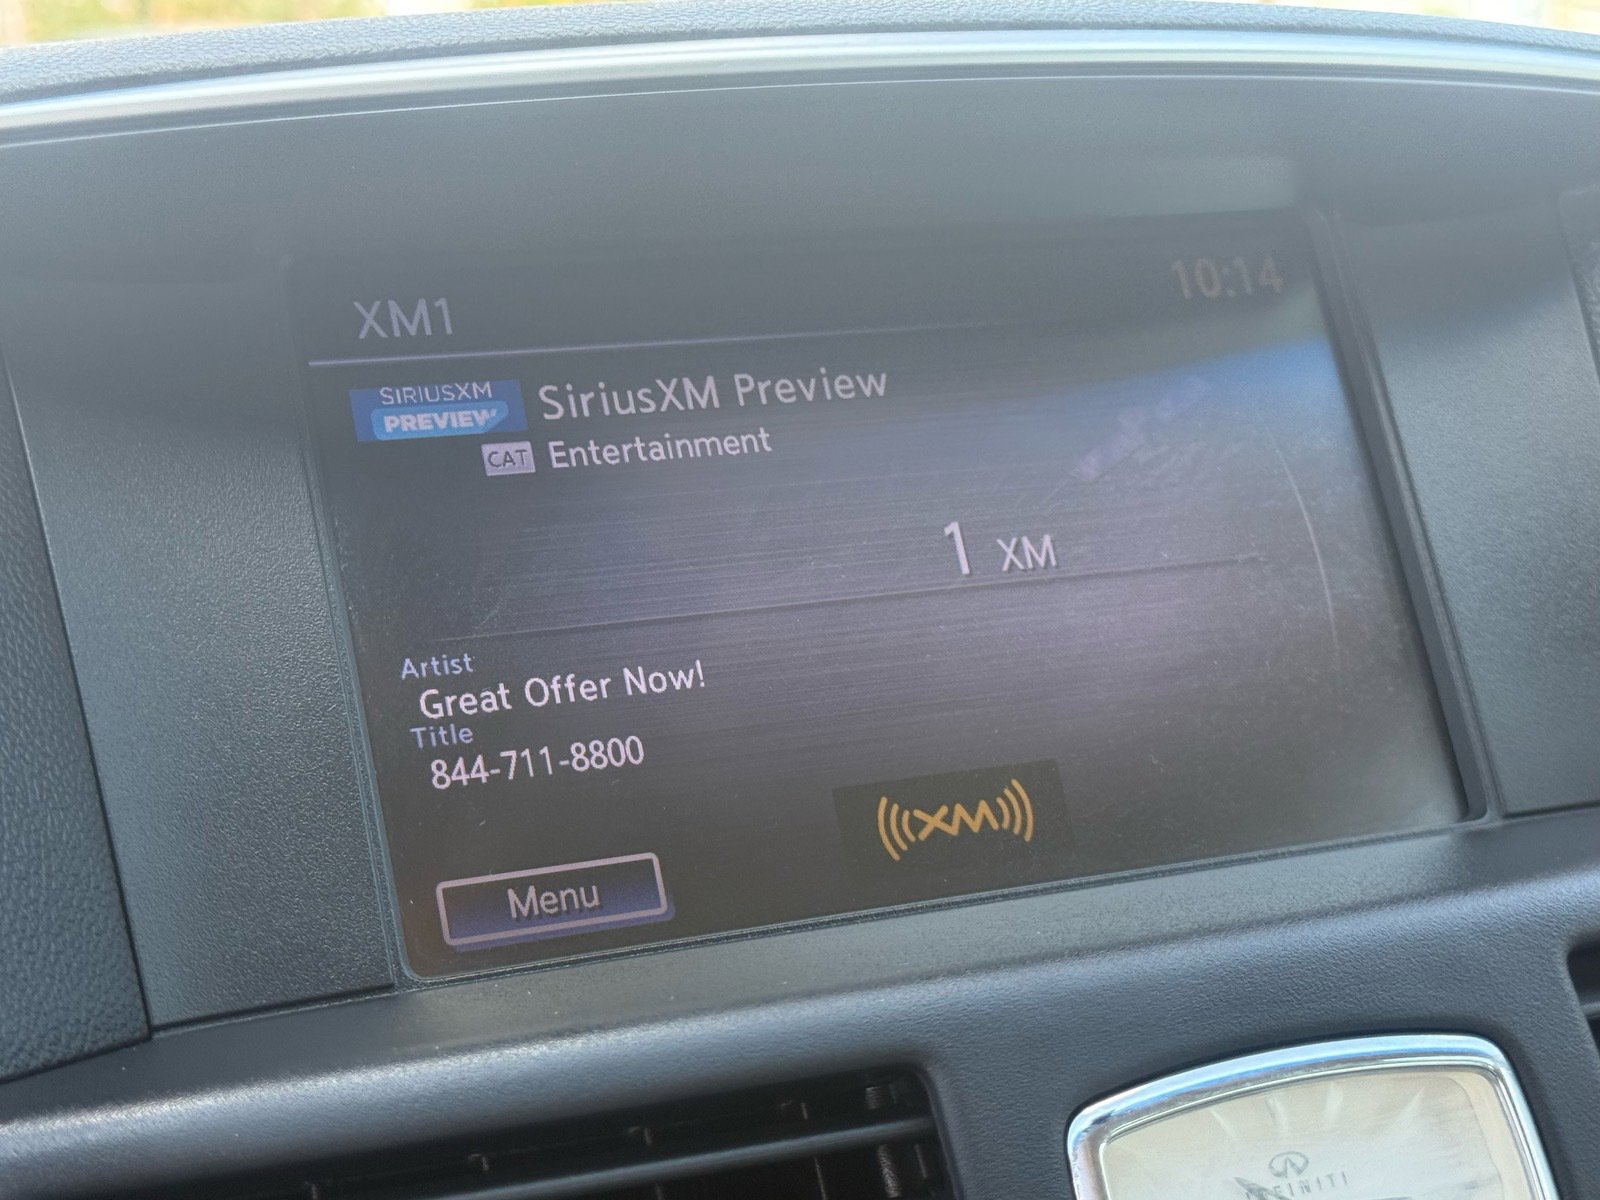 XM1
10:14
SIRIUSXM
PREVIEW
SiriusXM Preview
CAT Entertainment
1 XM
Artist
Great Offer Now!
Title
844-711-8800
XM
Menu
INFINITI